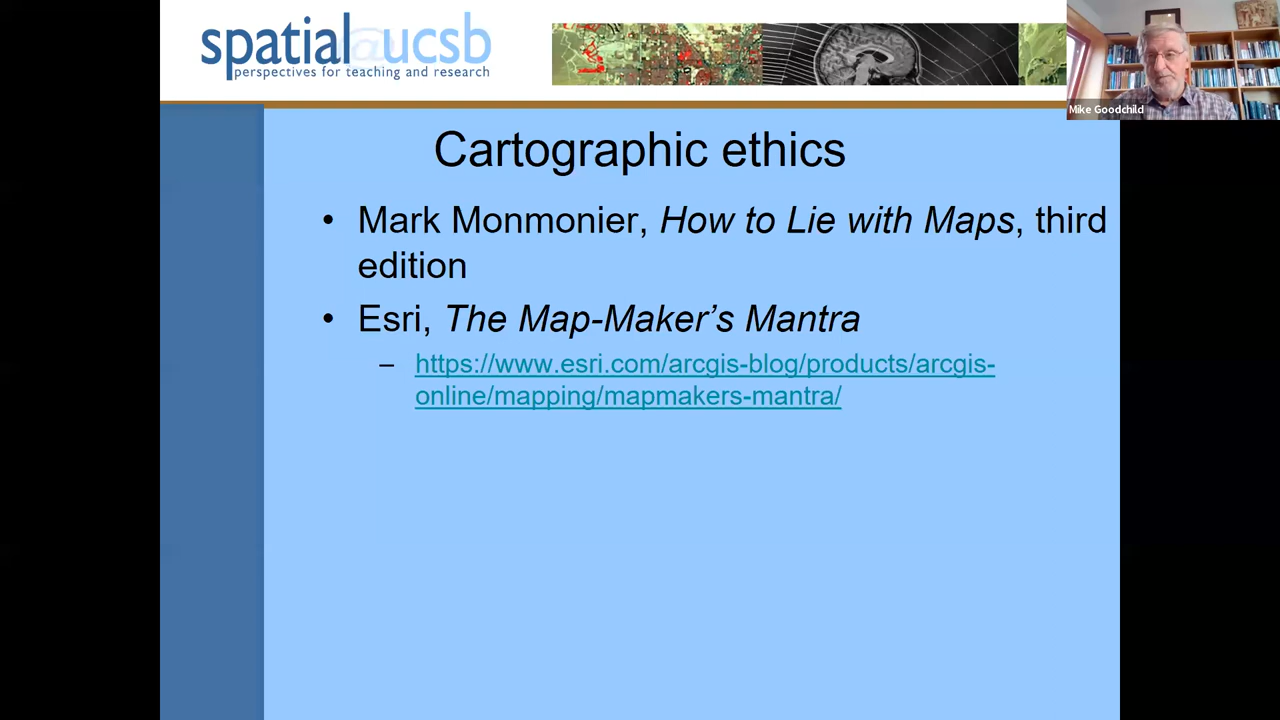 spatial@ucsb
perspectives for teaching and research
Mike Goodchild
Cartographic ethics
• Mark Monmonier, How to Lie with Maps, third
edition
• Esri, The Map-Maker’s Mantra
– https://www.esri.com/arcgis-blog/products/arcgis-
online/mapping/mapmakers-mantra/